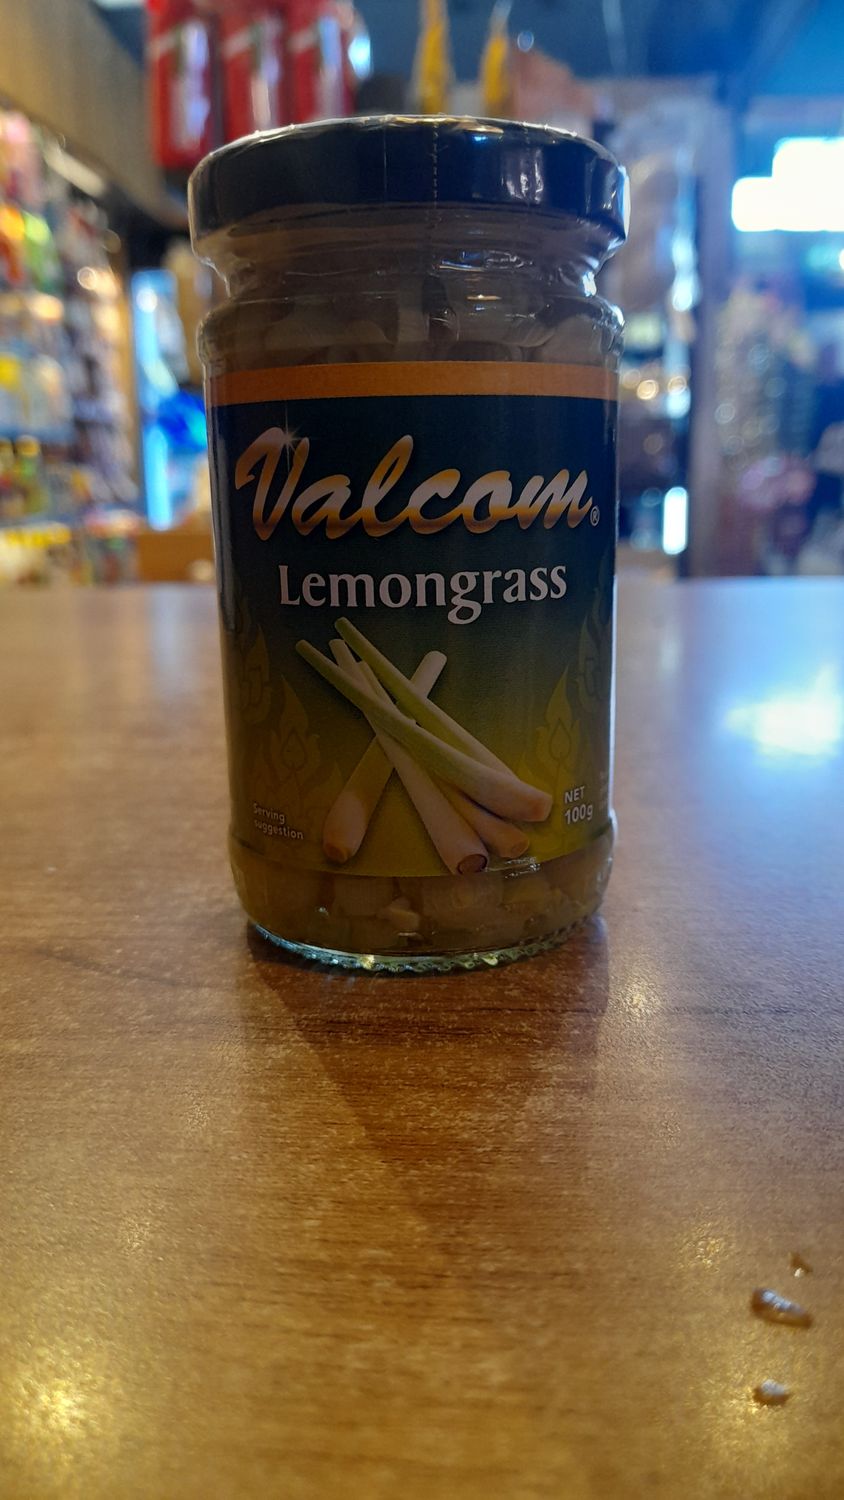 Valcom®
Lemongrass
Serving
suggestion
NET
100g